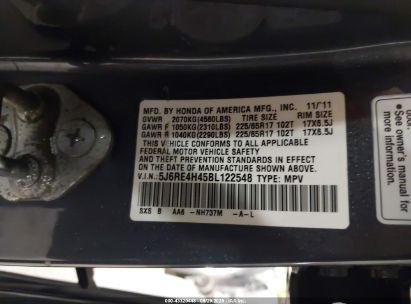 MFD. BY HONDA OF AMERICA MFG., INC. 11/11
GVWR 2070KG(4560LBS) TIRE SIZE RIM SIZE
GAWR F 1050KG(2310LBS) 225/65R17 102T 17X6.5J
GAWR R 1040KG(2290LBS) 225/65R17 102T 17X6.5J
THIS VEHICLE CONFORMS TO ALL APPLICABLE
FEDERAL MOTOR VEHICLE SAFETY AND
THEFT PREVENTION STANDARDS IN EFFECT ON THE
DATE OF MANUFACTURE SHOWN ABOVE.
V.I.N.: 5J6RE4H45BL122548 TYPE: MPV
SXS B AA6 -NH737M -A-L
•See owner's manual